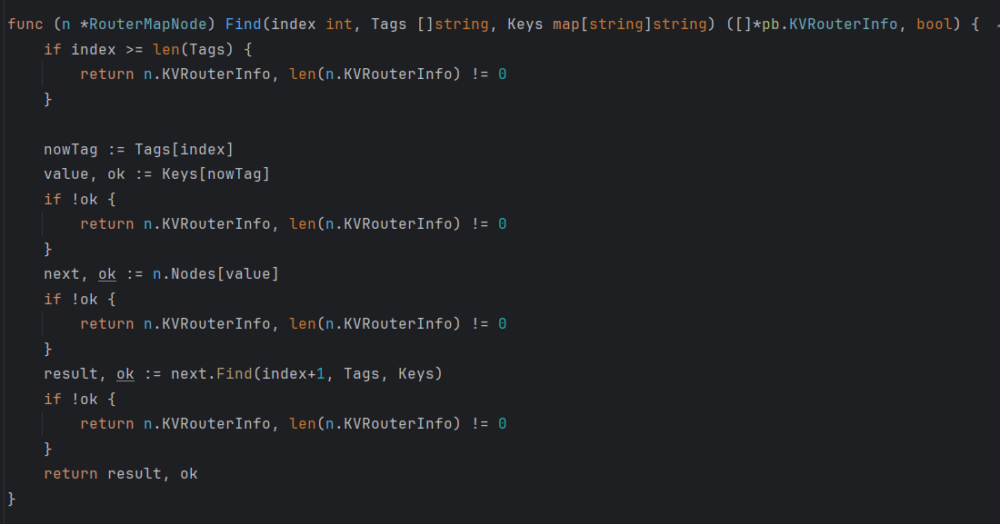 func (n *RouterMapNode) Find(index int, Tags []string, Keys map[string]string) ([]*pb.KVRouterInfo, bool) {
    if index >= len(Tags) {
        return n.KVRouterInfo, len(n.KVRouterInfo) != 0
    }

    nowTag := Tags[index]
    value, ok := Keys[nowTag]
    if !ok {
        return n.KVRouterInfo, len(n.KVRouterInfo) != 0
    }
    next, ok := n.Nodes[value]
    if !ok {
        return n.KVRouterInfo, len(n.KVRouterInfo) != 0
    }
    result, ok := next.Find(index+1, Tags, Keys)
    if !ok {
        return n.KVRouterInfo, len(n.KVRouterInfo) != 0
    }
    return result, ok
}